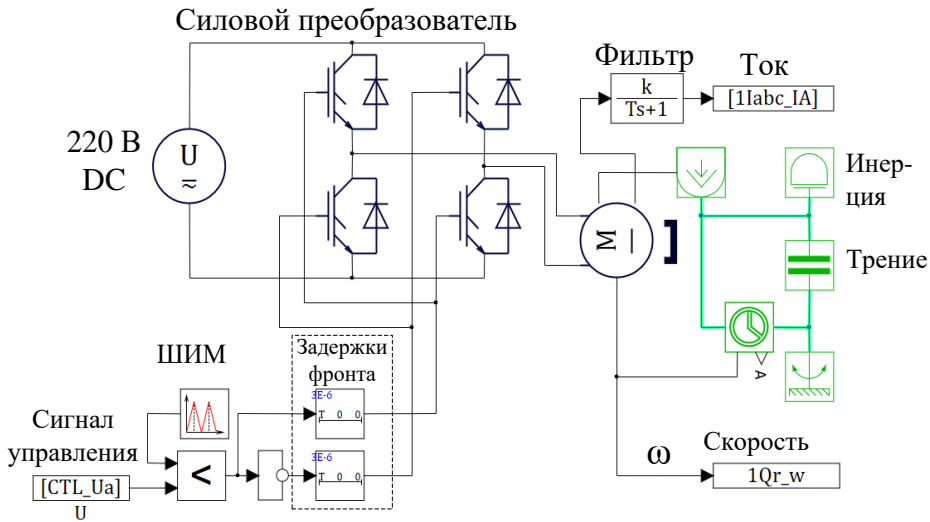 Силовой преобразователь
Фильтр
k
Ts+1
Ток
[1Iabc_IA]
220 В
DC
U
≂
M
Инер-
ция
Трение
A
ШИМ
Задержки
фронта
3E-6
T 0 0
3E-6
T 0 0
Сигнал
управления
<
[CTL_Ua]
U
ω
Скорость
1Qr_w